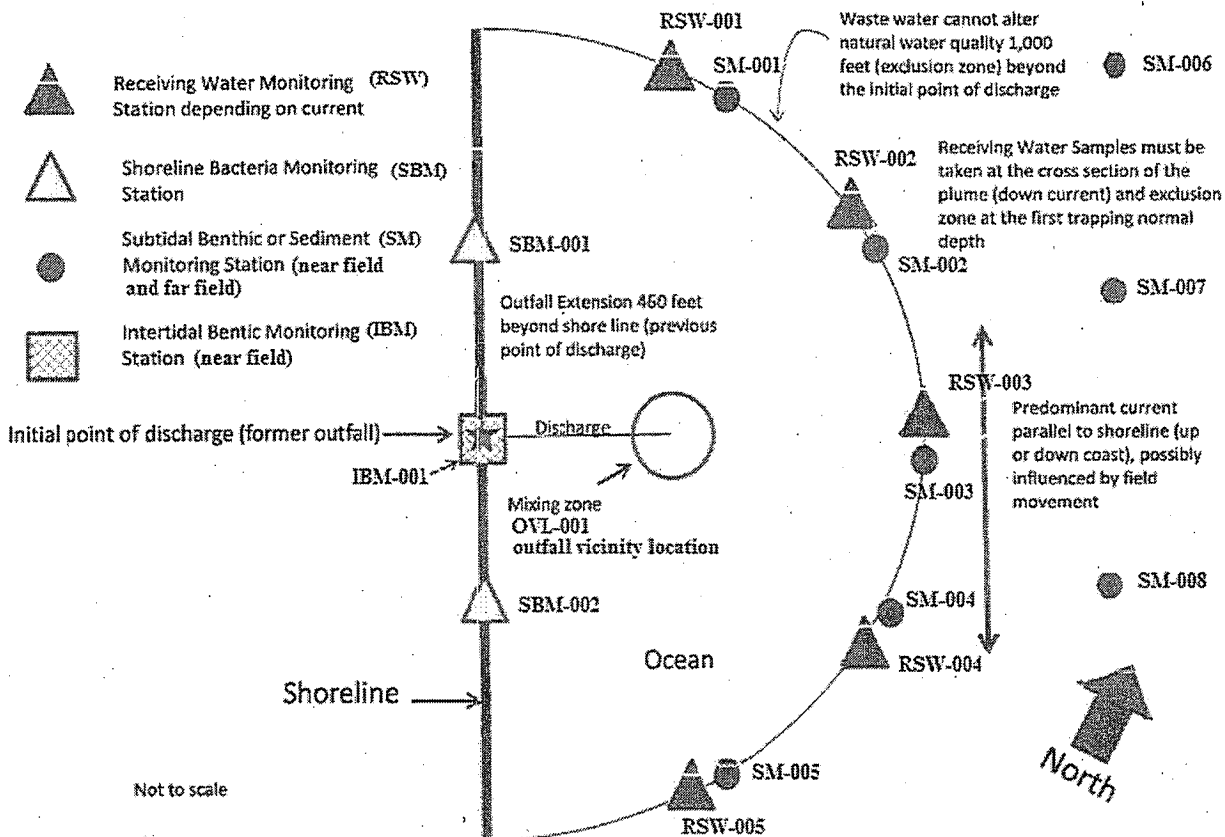 Receiving Water Monitoring (RSW)
Station depending on current
Shoreline Bacteria Monitoring (SBM)
Station
Subtidal Benthic or Sediment (SM)
Monitoring Station (near field
and far field)
Intertidal Bentic Monitoring (IBM)
Station (near field)
Initial point of discharge (former outfall)
IBM-001
Shoreline
Not to scale
RSW-001
SM-001
RSW-002
SM-002
RSW-003
SM-003
SM-004
RSW-004
SM-005
RSW-005
SBM-001
Outfall Extension 460 feet
beyond shore line (previous
point of discharge)
Discharge
Mixing zone
OVL-001
outfall vicinity location
SBM-002
Ocean
Waste water cannot alter
natural water quality 1,000
feet (exclusion zone) beyond
the initial point of discharge
SM-006
Receiving Water Samples must be
taken at the cross section of the
plume (down current) and exclusion
zone at the first trapping normal
depth
SM-007
Predominant current
parallel to shoreline (up
or down coast), possibly
influenced by field
movement
SM-008
North